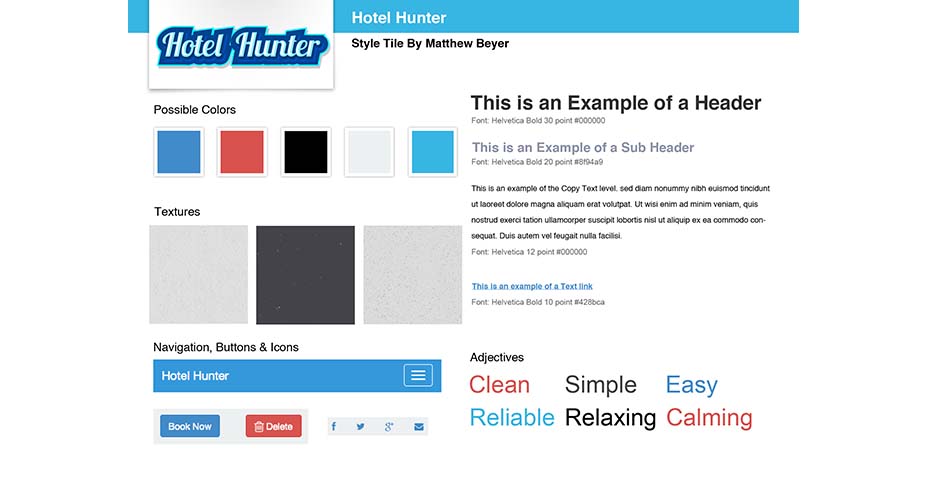 Hotel Hunter
Hotel Hunter
Style Tile By Matthew Beyer
Possible Colors
Textures
Navigation, Buttons & Icons
Hotel Hunter
Book Now
Delete
f
g+
This is an Example of a Header
Font: Helvetica Bold 30 point #000000
This is an Example of a Sub Header
Font: Helvetica Bold 20 point #8f94a9
This is an example of the Copy Text level. sed diam nonummy nibh euismod tincidunt
ut laoreet dolore magna aliquam erat volutpat. Ut wisi enim ad minim veniam, quis
nostrud exerci tation ullamcorper suscipit lobortis nisl ut aliquip ex ea commodo con-
sequat. Duis autem vel feugait nulla facilisi.
Font: Helvetica 12 point #000000
This is an example of a Text link
Font: Helvetica Bold 10 point #428bca
Adjectives
Clean Simple Easy
Reliable Relaxing Calming